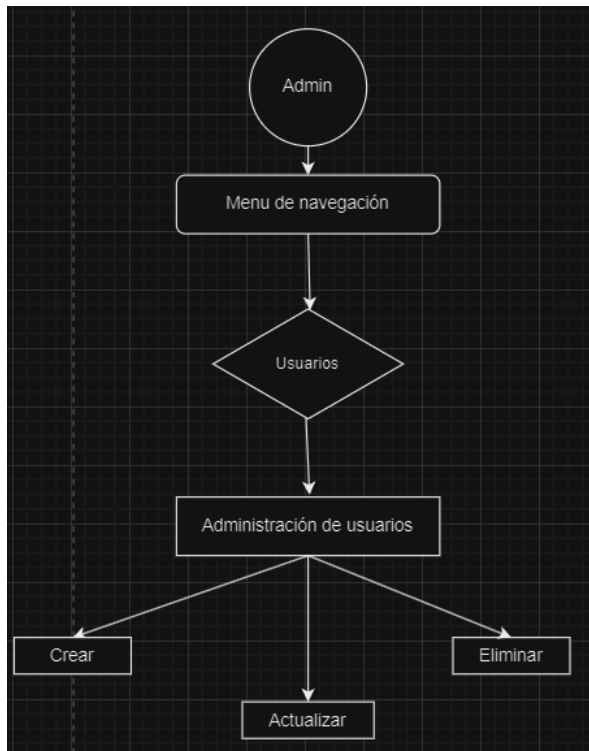 Admin
Menu de navegación
Usuarios
Administración de usuarios
Crear
Eliminar
Actualizar